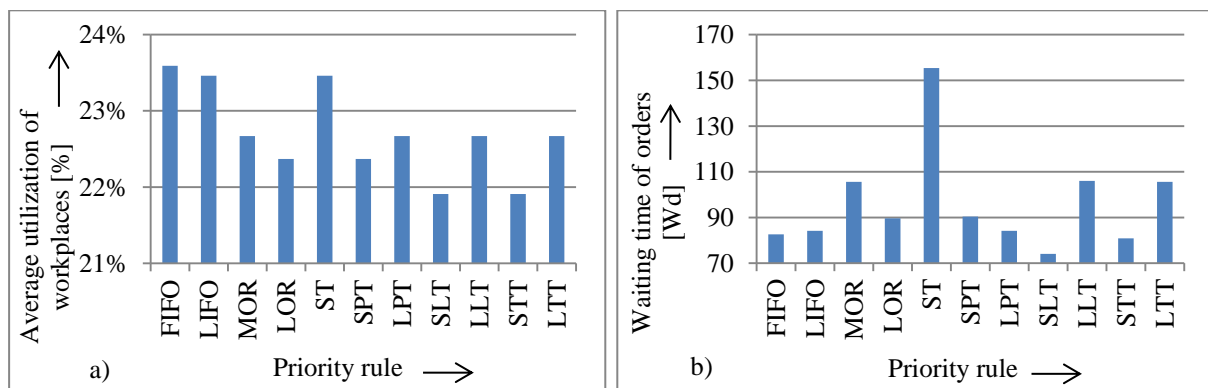 24%
23%
22%
21%
Average utilization of
workplaces [%]
FIFO
LIFO
MOR
LOR
ST
SPT
LPT
SLT
LLT
STT
LTT
a)
Priority rule
170
150
130
110
90
70
Waiting time of orders
[Wd]
FIFO
LIFO
MOR
LOR
ST
SPT
LPT
SLT
LLT
STT
LTT
b)
Priority rule